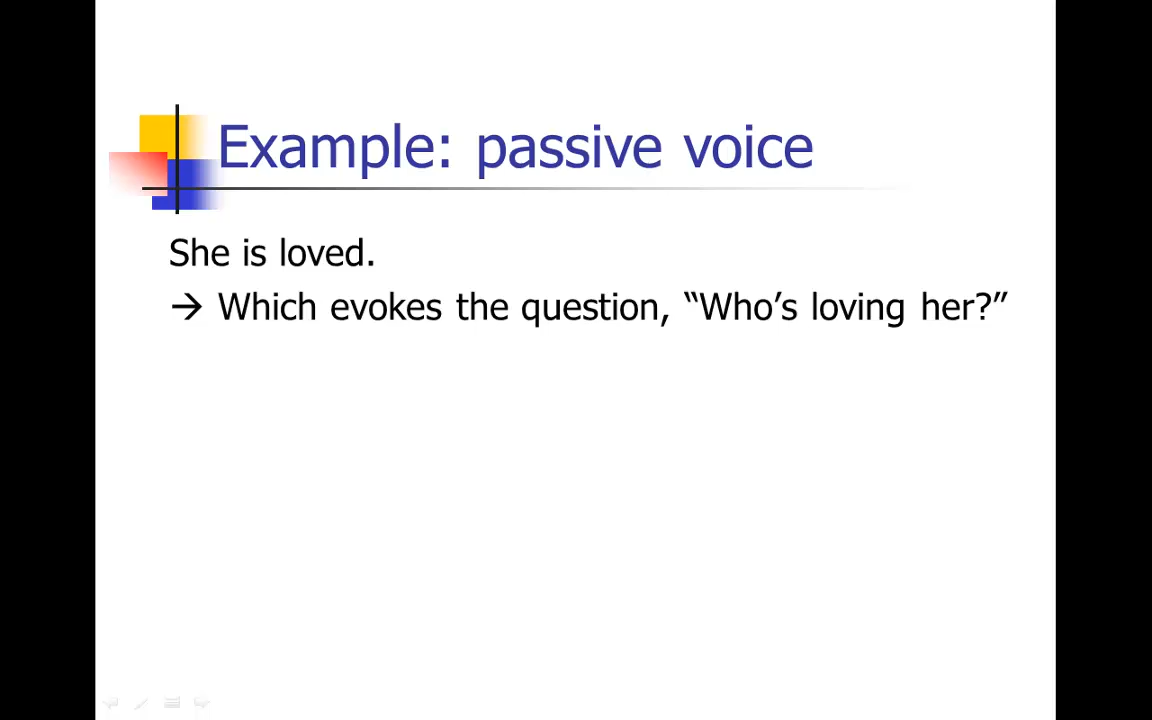 Example: passive voice
She is loved.
→ Which evokes the question, “Who’s loving her?”